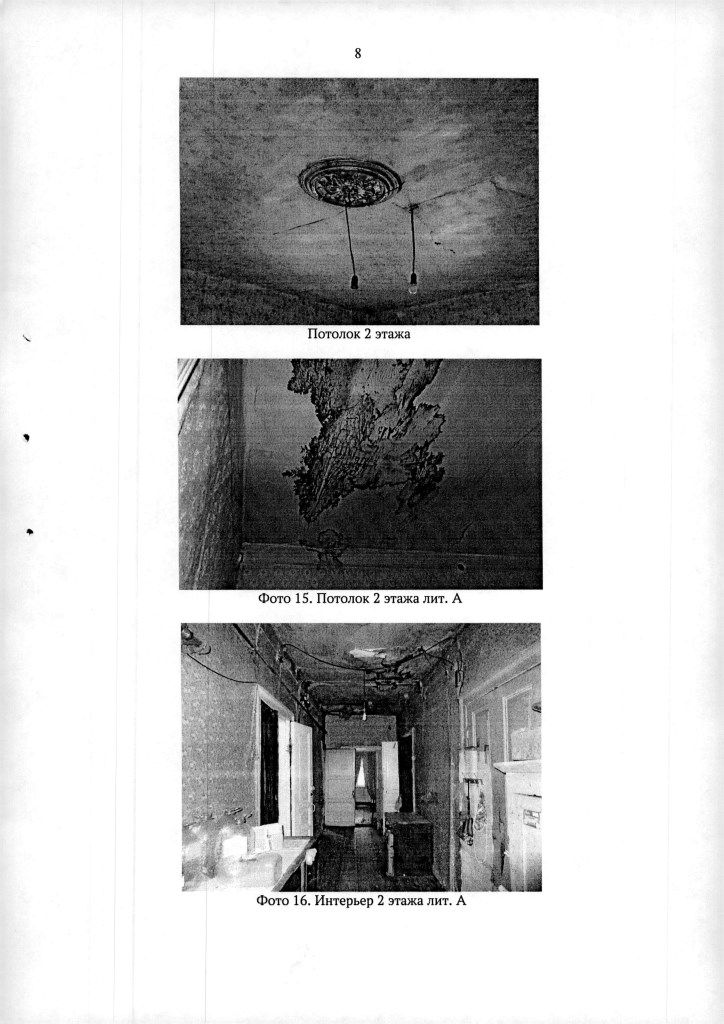 8
Потолок 2 этажа
Фото 15. Потолок 2 этажа лит. А
Фото 16. Интерьер 2 этажа лит. А